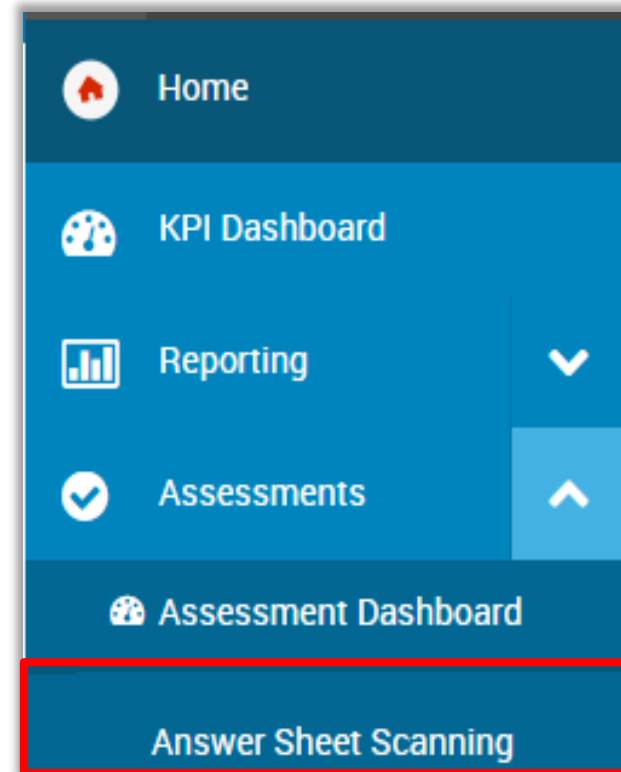 Home
KPI Dashboard
Reporting
Assessments
Assessment Dashboard
Answer Sheet Scanning